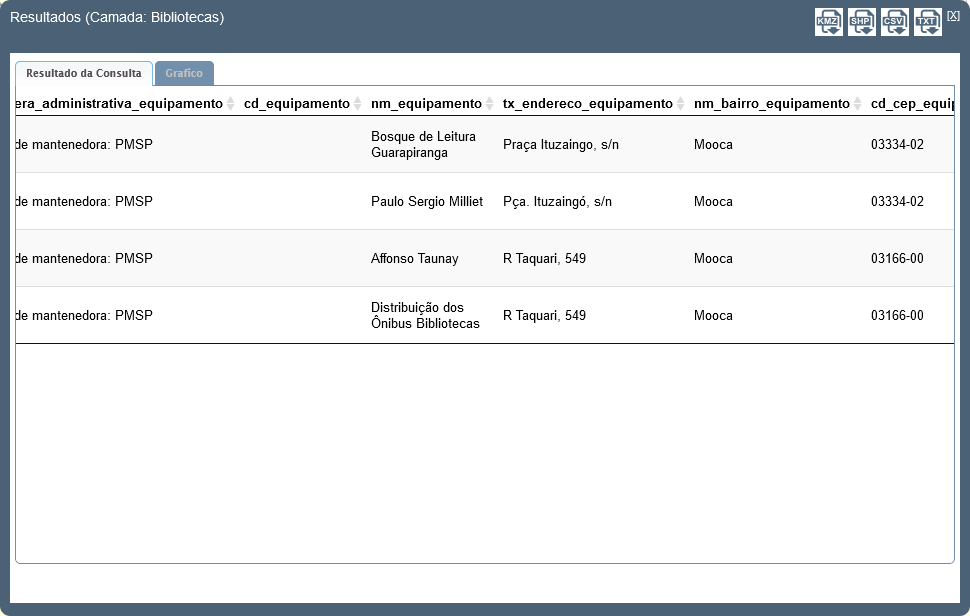 Resultados (Camada: Bibliotecas)
KMZ SHP CSV TXT [X]
Resultado da Consulta Grafico
era_administrativa_equipamento cd_equipamento nm_equipamento tx_endereco_equipamento nm_bairro_equipamento cd_cep_equip
de mantenedora: PMSP Bosque de Leitura Guarapiranga Praça Ituzaingo, s/n Mooca 03334-02
de mantenedora: PMSP Paulo Sergio Milliet Pça. Ituzaingó, s/n Mooca 03334-02
de mantenedora: PMSP Affonso Taunay R Taquari, 549 Mooca 03166-00
de mantenedora: PMSP Distribuição dos Ônibus Bibliotecas R Taquari, 549 Mooca 03166-00